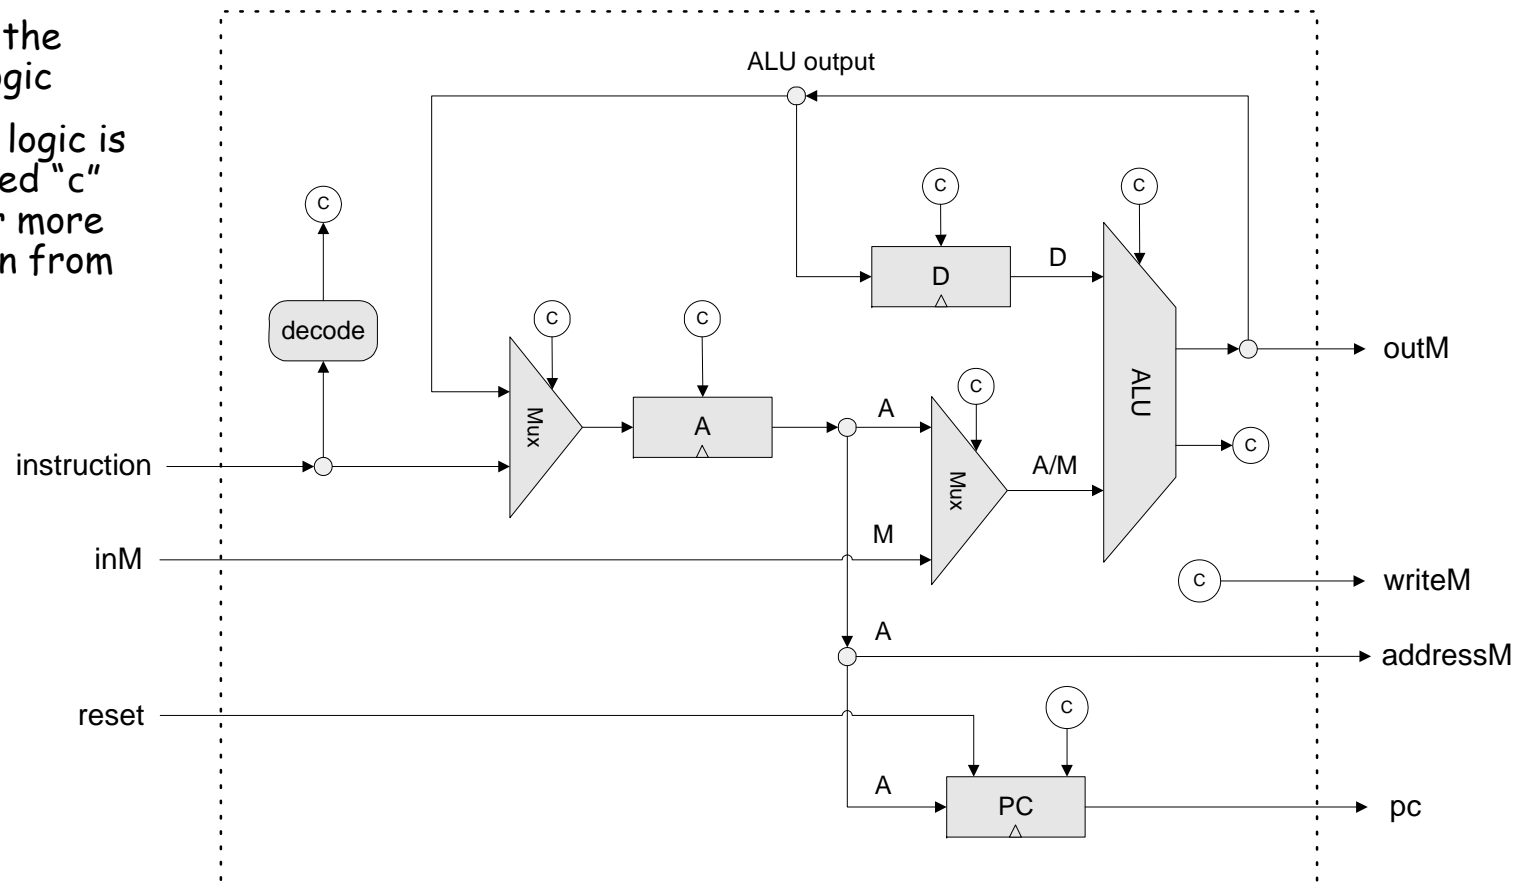 the
ogic
logic is
ed “c”
r more
n from
ALU output
C
C
C
D
D
decode
C
C
Mux
A
A
C
Mux
A/M
M
ALU
outM
C
instruction
inM
C
writeM
A
addressM
reset
C
A
PC
pc